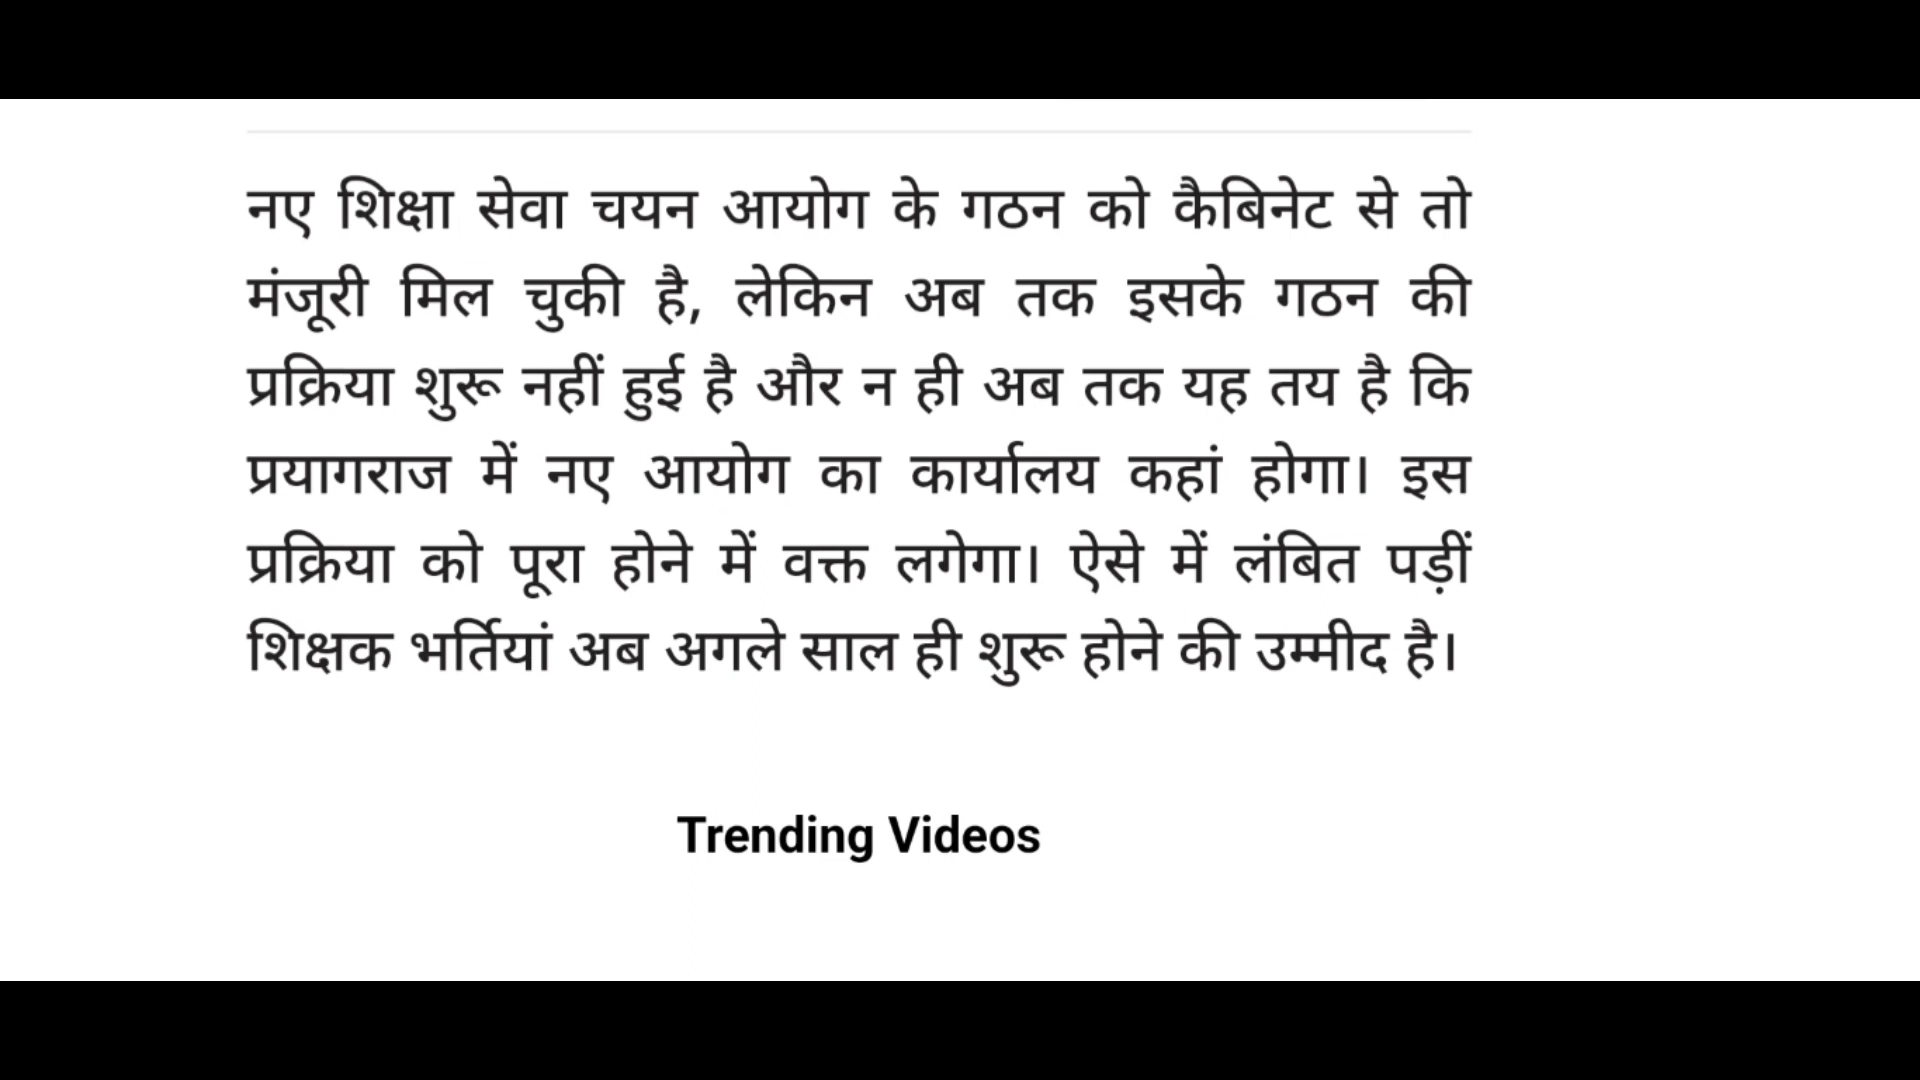 नए शिक्षा सेवा चयन आयोग के गठन को कैबिनेट से तो
मंजूरी मिल चुकी है, लेकिन अब तक इसके गठन की
प्रक्रिया शुरू नहीं हुई है और न ही अब तक यह तय है कि
प्रयागराज में नए आयोग का कार्यालय कहां होगा। इस
प्रक्रिया को पूरा होने में वक्त लगेगा। ऐसे में लंबित पड़ीं
शिक्षक भर्तियां अब अगले साल ही शुरू होने की उम्मीद है।
Trending Videos